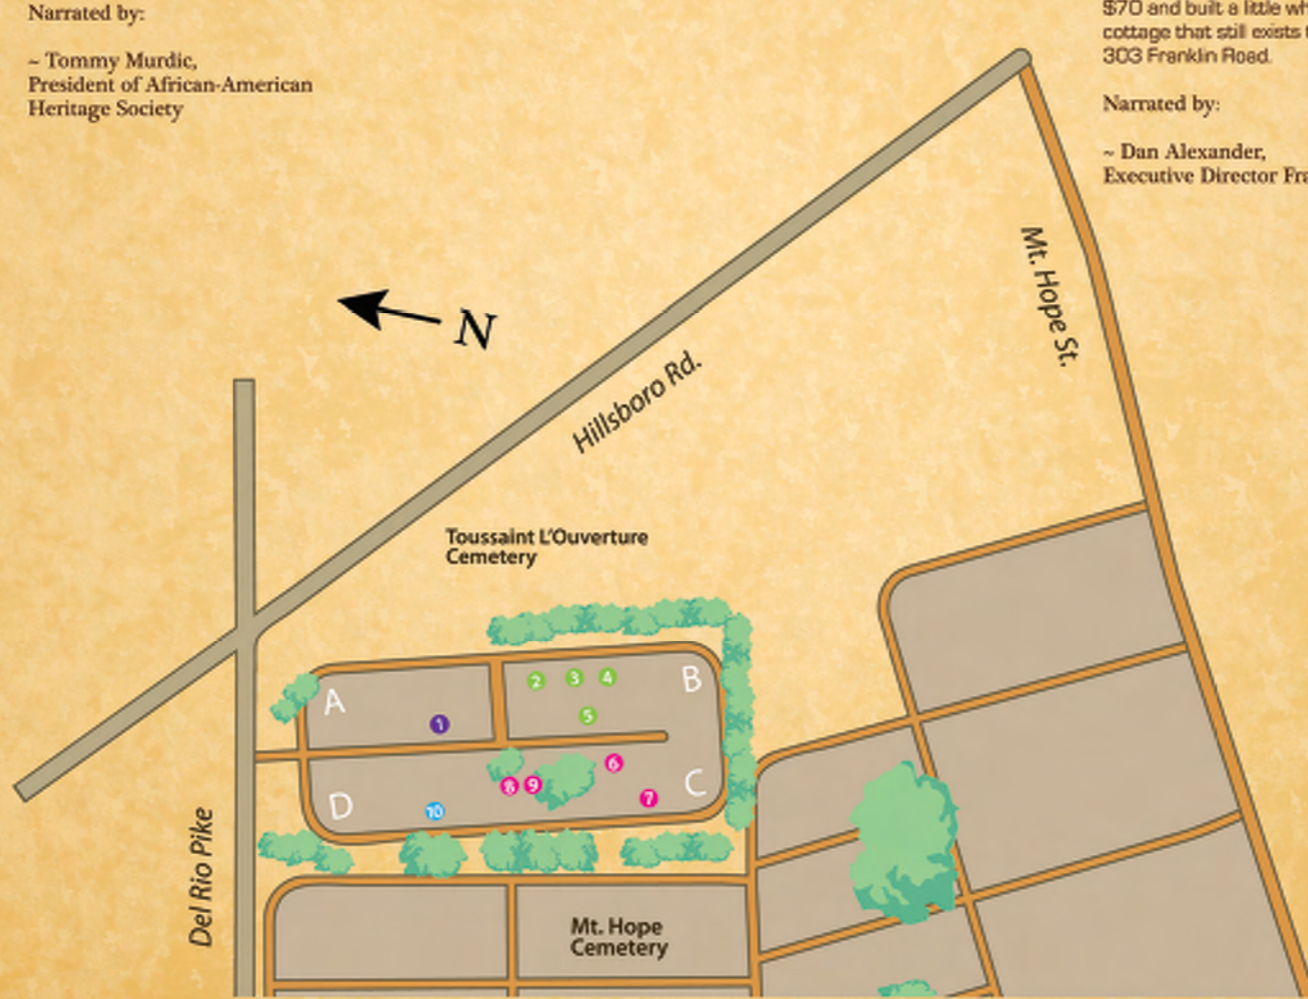 Narrated by:
~ Tommy Murdic,
President of African-American
Heritage Society
$70 and built a little
cottage that still exists
303 Franklin Road.
Narrated by:
~ Dan Alexander,
Executive Director
N
Mt. Hope St.
Hillsboro Rd.
Toussaint L'Ouverture
Cemetery
A
B
2 3 4
1
5
6
8 9
7
C
D
10
Del Rio Pike
Mt. Hope
Cemetery